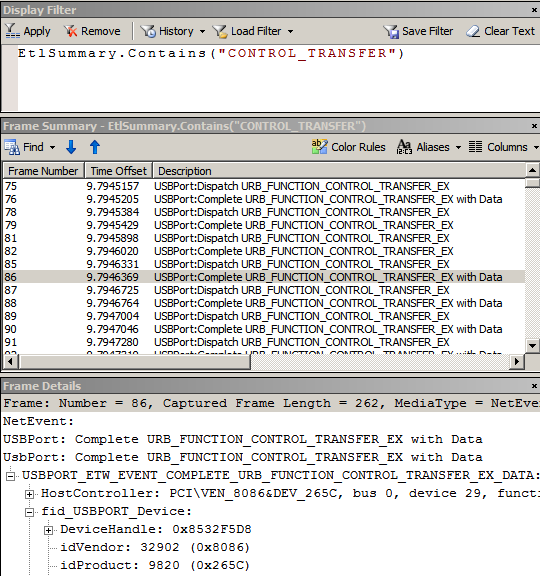 Display Filter
Apply Remove History Load Filter Save Filter Clear Text
EtlSummary.Contains("CONTROL_TRANSFER")
Frame Summary - EtlSummary.Contains("CONTROL_TRANSFER")
Find Color Rules Aliases Columns
Frame Number Time Offset Description
75 9.7945157 USBPort:Dispatch URB_FUNCTION_CONTROL_TRANSFER_EX
76 9.7945205 USBPort:Complete URB_FUNCTION_CONTROL_TRANSFER_EX with Data
78 9.7945384 USBPort:Dispatch URB_FUNCTION_CONTROL_TRANSFER_EX
79 9.7945429 USBPort:Complete URB_FUNCTION_CONTROL_TRANSFER_EX with Data
81 9.7945898 USBPort:Dispatch URB_FUNCTION_CONTROL_TRANSFER_EX
82 9.7946020 USBPort:Complete URB_FUNCTION_CONTROL_TRANSFER_EX with Data
85 9.7946331 USBPort:Dispatch URB_FUNCTION_CONTROL_TRANSFER_EX
86 9.7946369 USBPort:Complete URB_FUNCTION_CONTROL_TRANSFER_EX with Data
87 9.7946725 USBPort:Dispatch URB_FUNCTION_CONTROL_TRANSFER_EX
88 9.7946764 USBPort:Complete URB_FUNCTION_CONTROL_TRANSFER_EX with Data
89 9.7947004 USBPort:Dispatch URB_FUNCTION_CONTROL_TRANSFER_EX
90 9.7947046 USBPort:Complete URB_FUNCTION_CONTROL_TRANSFER_EX with Data
91 9.7947280 USBPort:Dispatch URB_FUNCTION_CONTROL_TRANSFER_EX
Frame Details
Frame: Number = 86, Captured Frame Length = 262, MediaType = NetEve
NetEvent:
USBPort: Complete URB_FUNCTION_CONTROL_TRANSFER_EX with Data
UsbPort: Complete URB_FUNCTION_CONTROL_TRANSFER_EX with Data
USBPORT_ETW_EVENT_COMPLETE_URB_FUNCTION_CONTROL_TRANSFER_EX_DATA:
HostController: PCI\VEN_8086&DEV_265C, bus 0, device 29, functi
fid_USBPORT_Device:
DeviceHandle: 0x8532F5D8
idVendor: 32902 (0x8086)
idProduct: 9820 (0x265C)